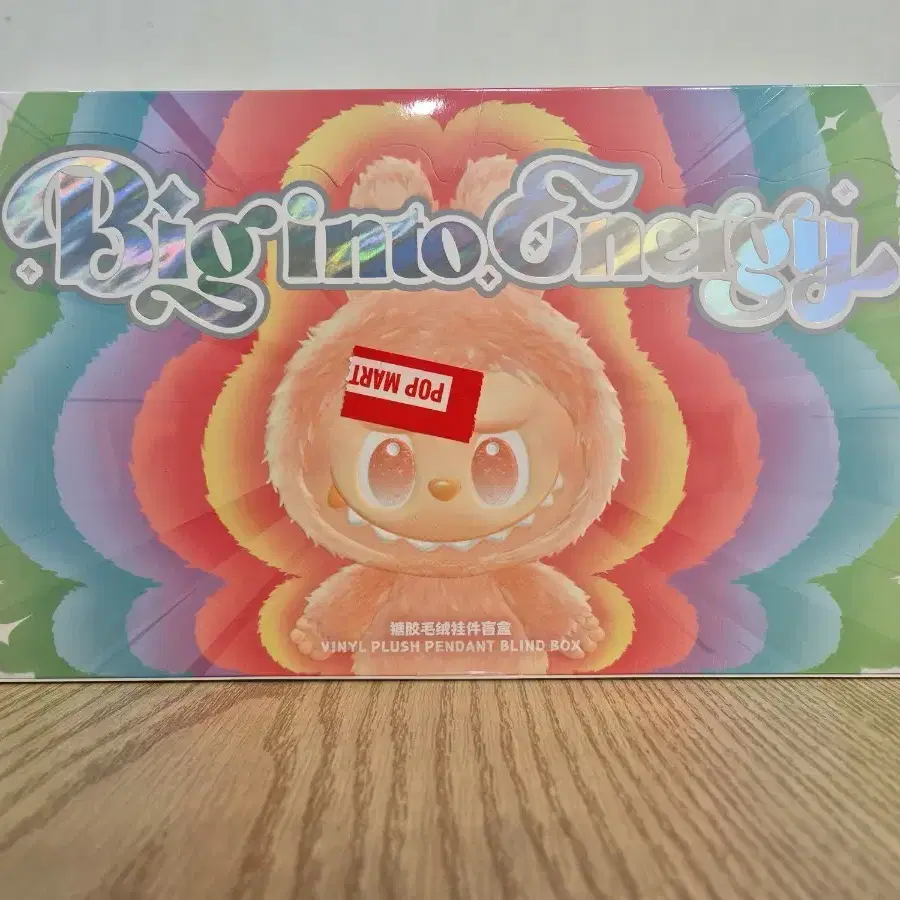 Big into Energy
POP MART
搪胶毛绒挂件盲盒
VINYL PLUSH PENDANT BLIND BOX